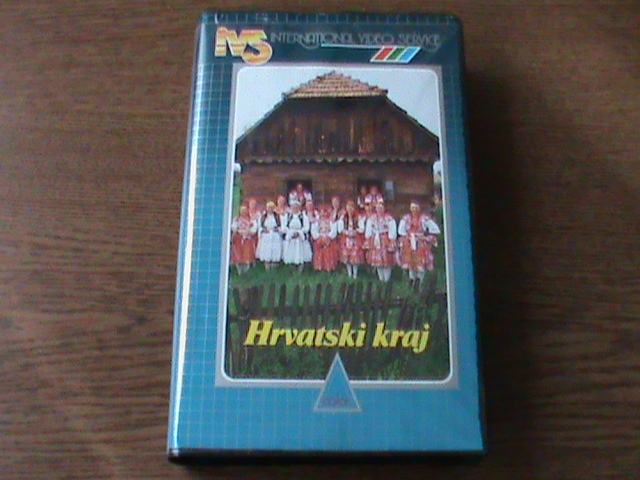 IVS INTERNATIONAL VIDEO SERVICE
Hrvatski kraj